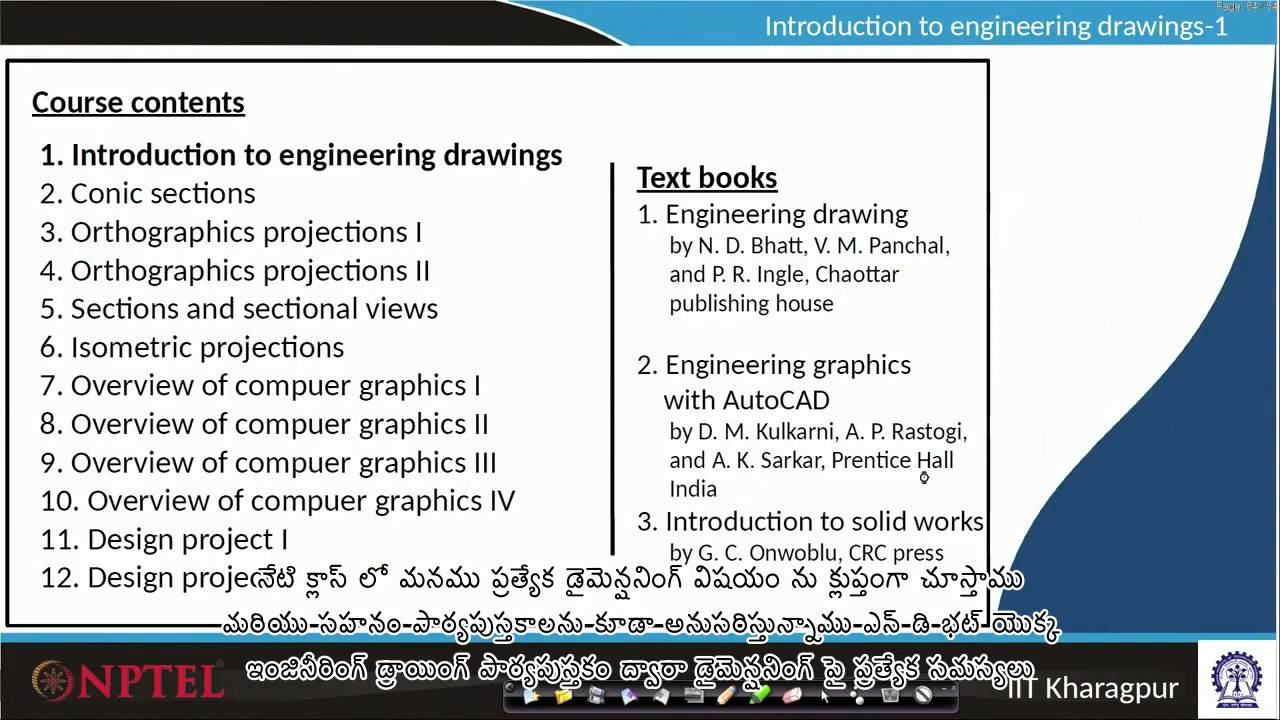 Page: 64 / 64
Introduction to engineering drawings-1
Course contents
1. Introduction to engineering drawings
2. Conic sections
3. Orthographics projections I
4. Orthographics projections II
5. Sections and sectional views
6. Isometric projections
7. Overview of compuer graphics I
8. Overview of compuer graphics II
9. Overview of compuer graphics III
10. Overview of compuer graphics IV
11. Design project I
12. Design proje
Text books
1. Engineering drawing
by N. D. Bhatt, V. M. Panchal,
and P. R. Ingle, Chaottar
publishing house
2. Engineering graphics
with AutoCAD
by D. M. Kulkarni, A. P. Rastogi,
and A. K. Sarkar, Prentice Hall
India
3. Introduction to solid works
by G. C. Onwoblu, CRC press
నేటి క్లాస్ లో మనము ప్రత్యేక డైమెన్షనింగ్ విషయం ను క్లుప్తంగా చూస్తాము
మరియు సహనం పార్యపుస్తకాలను కూడా అనుసరిస్తున్నాము ఎన్ డి భట్ యొక్క
ఇంజినీరింగ్ డ్రాయింగ్ పార్యపుస్తకం ద్వారా డైమెన్షనింగ్ పై ప్రత్యేక సమస్యలు
NPTEL
IIT Kharagpur